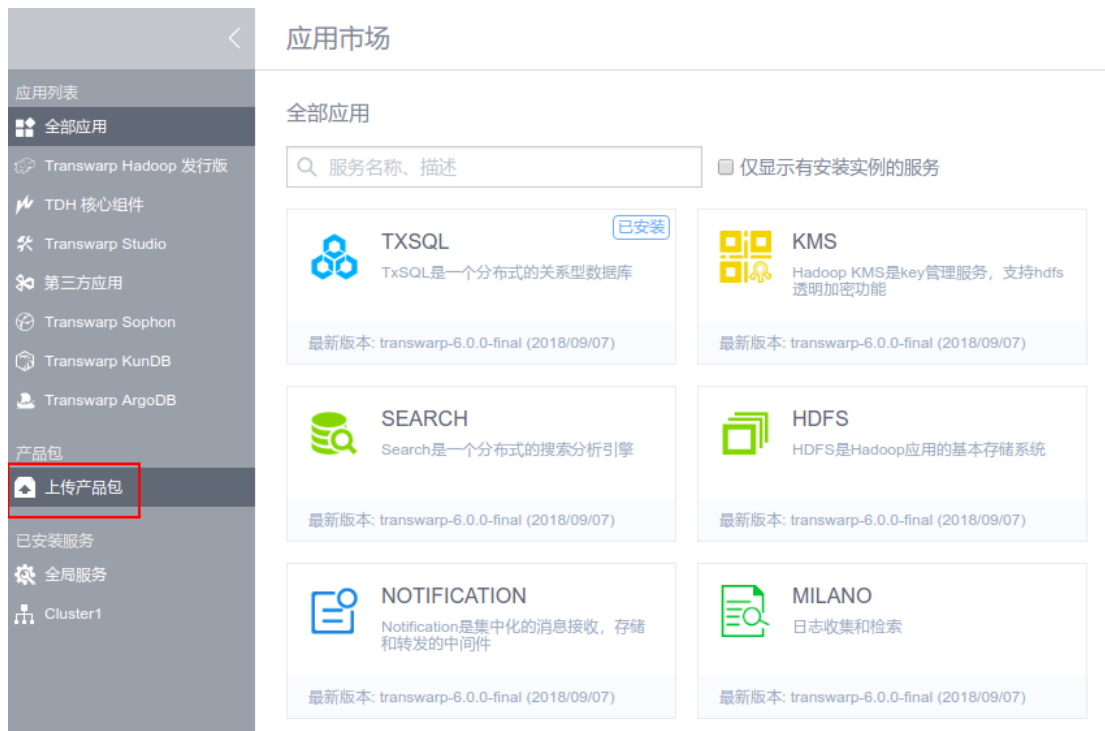 应用市场
应用列表
全部应用
Transwarp Hadoop 发行版
TDH 核心组件
Transwarp Studio
第三方应用
Transwarp Sophon
Transwarp KunDB
Transwarp ArgoDB
产品包
上传产品包
已安装服务
全局服务
Cluster1
全部应用
服务名称、描述
仅显示有安装实例的服务
TXSQL
已安装
TxSQL是一个分布式的关系型数据库
最新版本: transwarp-6.0.0-final (2018/09/07)
KMS
Hadoop KMS是key管理服务，支持hdfs
透明加密功能
最新版本: transwarp-6.0.0-final (2018/09/07)
SEARCH
Search是一个分布式的搜索分析引擎
最新版本: transwarp-6.0.0-final (2018/09/07)
HDFS
HDFS是Hadoop应用的基本存储系统
最新版本: transwarp-6.0.0-final (2018/09/07)
NOTIFICATION
Notification是集中化的消息接收，存储
和转发的中间件
最新版本: transwarp-6.0.0-final (2018/09/07)
MILANO
日志收集和检索
最新版本: transwarp-6.0.0-final (2018/09/07)